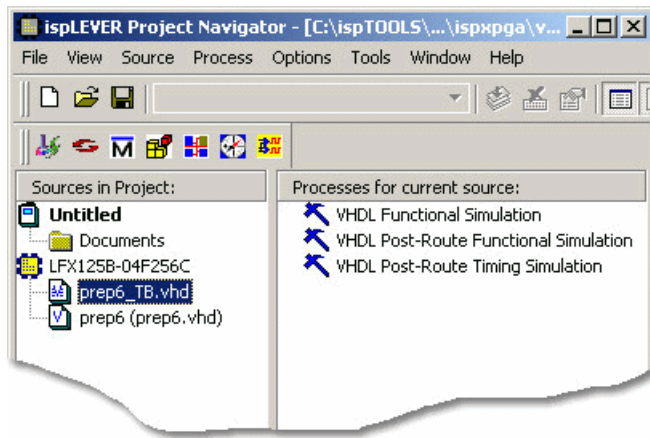 ispLEVER Project Navigator - [C:\ispTOOLS\...\ispxpga\v...
File View Source Process Options Tools Window Help
Sources in Project:
Untitled
Documents
LFX125B-04F256C
prep6_TB.vhd
prep6 (prep6.vhd)
Processes for current source:
VHDL Functional Simulation
VHDL Post-Route Functional Simulation
VHDL Post-Route Timing Simulation